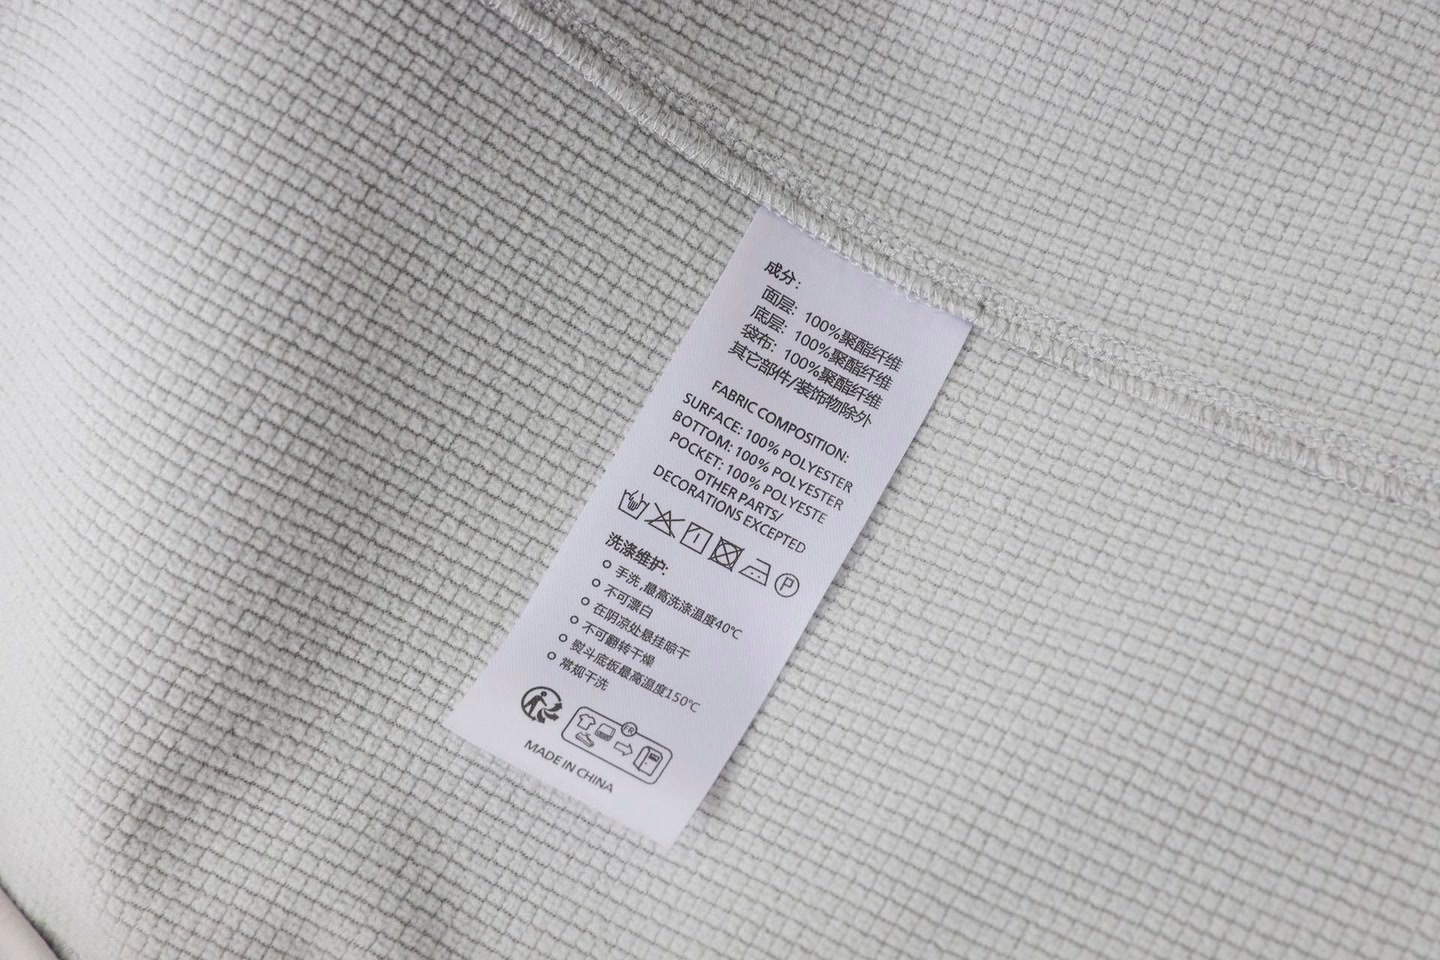 成分:
面层: 100%聚酯纤维
底层: 100%聚酯纤维
袋布: 100%聚酯纤维
其它部件/装饰物除外
FABRIC COMPOSITION:
SURFACE: 100% POLYESTER
BOTTOM: 100% POLYESTER
POCKET: 100% POLYESTE
OTHER PARTS/
DECORATIONS EXCEPTED
P
洗涤维护:
手洗,最高洗涤温度40℃
不可漂白
在阴凉处悬挂晾干
不可翻转干燥
熨斗底板最高温度150℃
常规干洗
FR
MADE IN CHINA